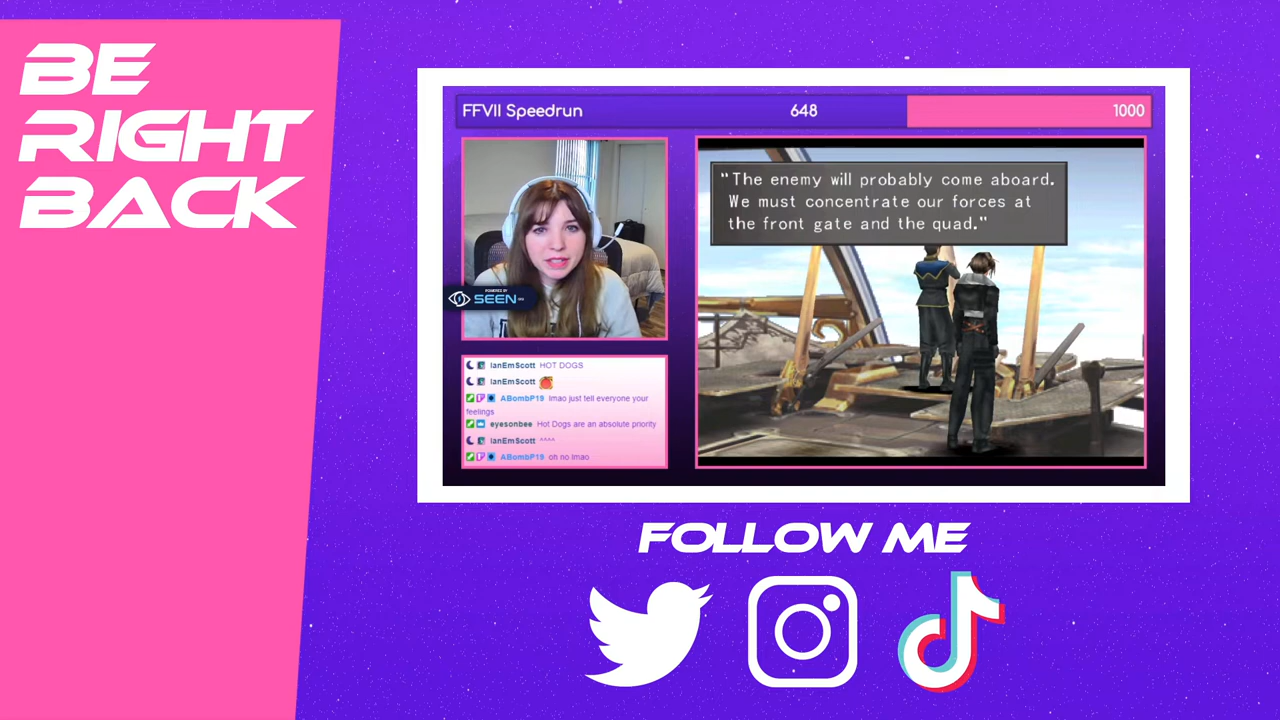 BE
RIGHT
BACK
FFVII Speedrun 648 1000
"The enemy will probably come aboard.
We must concentrate our forces at
the front gate and the quad."
POWERED BY
SEEN
IanEmScott HOT DOGS
IanEmScott
ABombP19 lmao just tell everyone your
feelings
eyesonbee Hot Dogs are an absolute priority
IanEmScott ^^^^
ABombP19 oh no lmao
FOLLOW ME